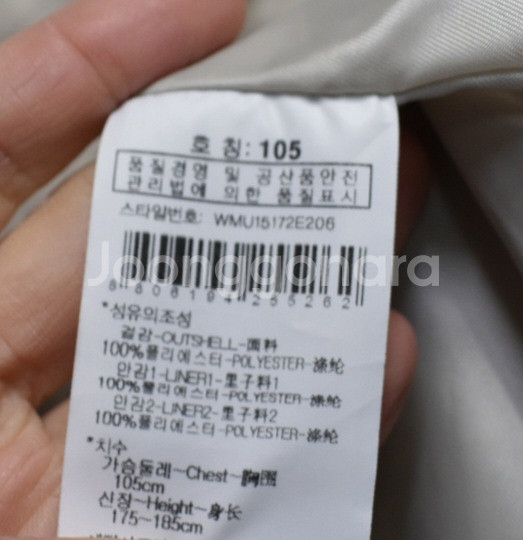 호 칭: 105
품질경영 및 공산품안전
관리법에 의한 품질표시
스타일번호: WMU15172E206
Joonggonara
8 806194 255262
*섬유의조성
겉감-OUTSHELL-面料
100%폴리에스터-POLYESTER-涤纶
안감1-LINER1-里子料1
100%폴리에스터-POLYESTER-涤纶
안감2-LINER2-里子料2
100%폴리에스터-POLYESTER-涤纶
*치수
가슴둘레~Chest~胸围
105cm
신장~Height~身长
175~185cm